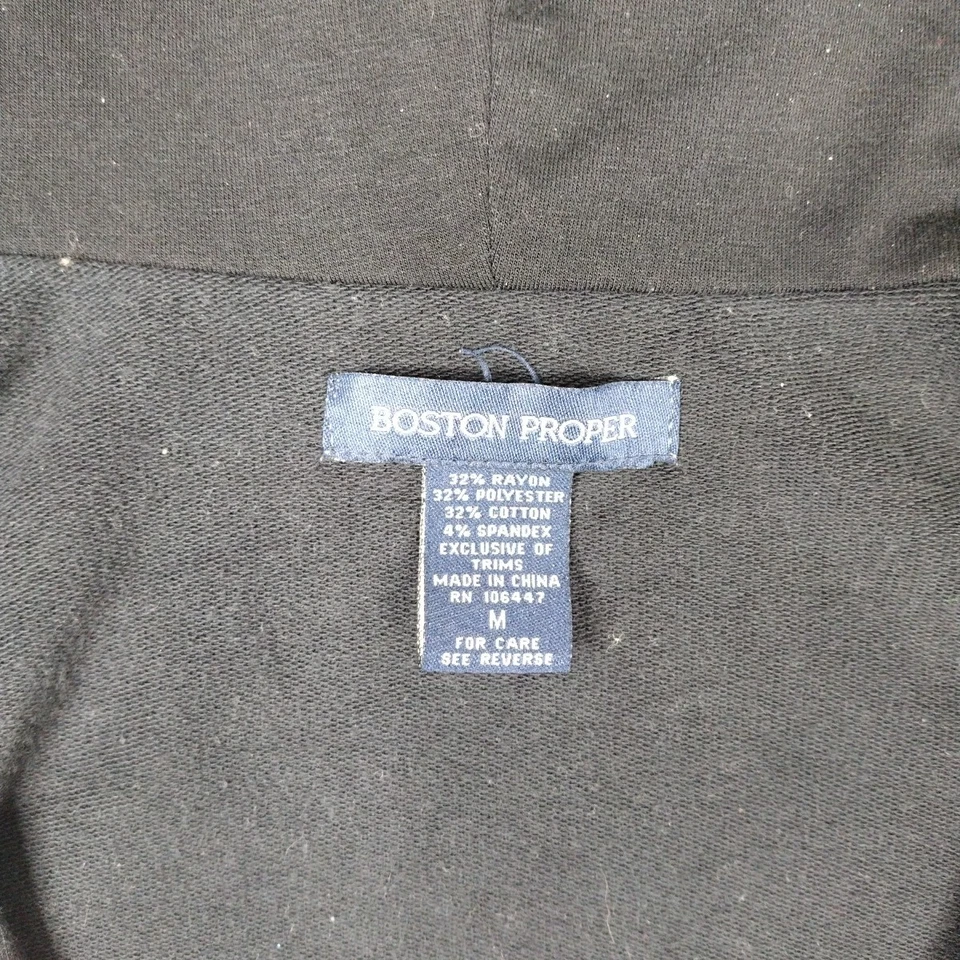 BOSTON PROPER
32% RAYON
32% POLYESTER
32% COTTON
4% SPANDEX
EXCLUSIVE OF
TRIMS
MADE IN CHINA
RN 106447
M
FOR CARE
SEE REVERSE